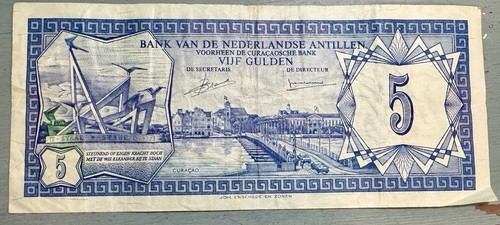 BANK VAN DE NEDERLANDSE ANTILLEN
VOORHEEN DE CURAÇAOSCHE BANK
VIJF GULDEN
DE SECRETARIS DE DIRECTEUR
5
STEUNEND OP EIGEN KRACHT DOCH
MET DE WIL ELKANDER BIJ TE STAAN
5
CURAÇAO
JOH. ENSCHEDÉ EN ZONEN